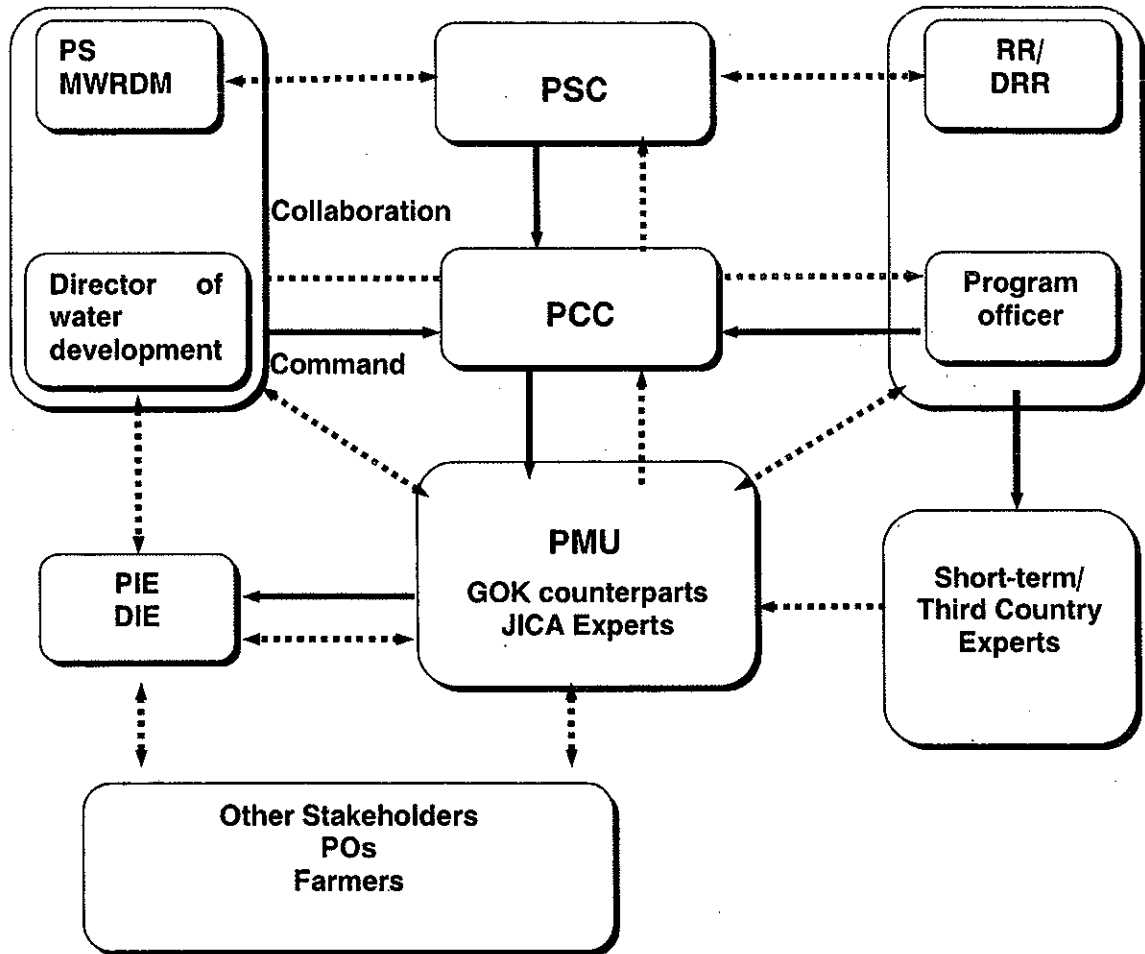 PS
MWRDM
PSC
RR/
DRR
Collaboration
Director of
water
development
PCC
Program
officer
Command
PMU
GOK counterparts
JICA Experts
PIE
DIE
Short-term/
Third Country
Experts
Other Stakeholders
POs
Farmers